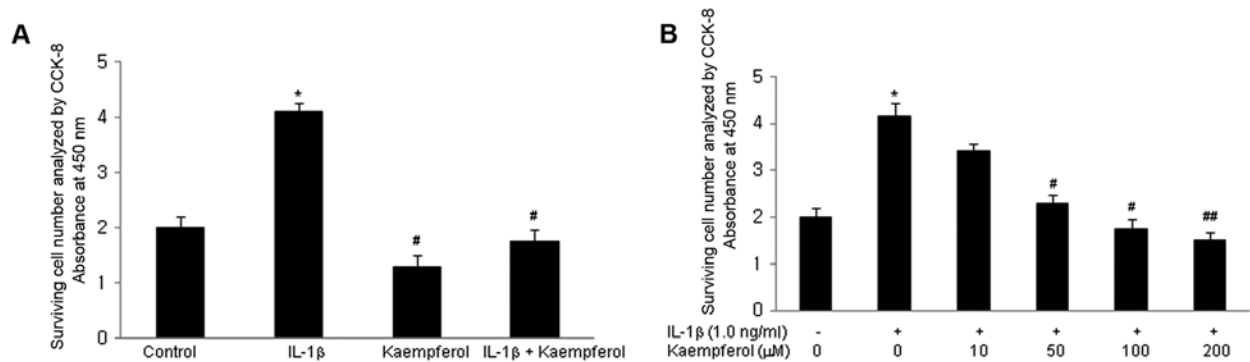 A
Surviving cell number analyzed by CCK-8
Absorbance at 450 nm
5
4
3
2
1
0
*
#
#
Control IL-1β Kaempferol IL-1β + Kaempferol
B
Surviving cell number analyzed by CCK-8
Absorbance at 450 nm
5
4
3
2
1
0
*
#
#
##
IL-1β (1.0 ng/ml) - + + + + +
Kaempferol (μM) 0 0 10 50 100 200